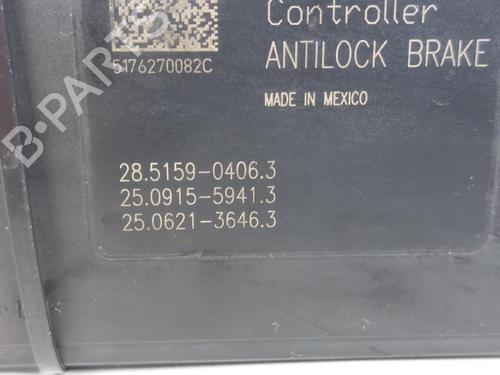 Controller
5176270082C
ANTILOCK BRAKE
MADE IN MEXICO
28.5159-0406.3
25.0915-5941.3
25.0621-3646.3
B-PARTS